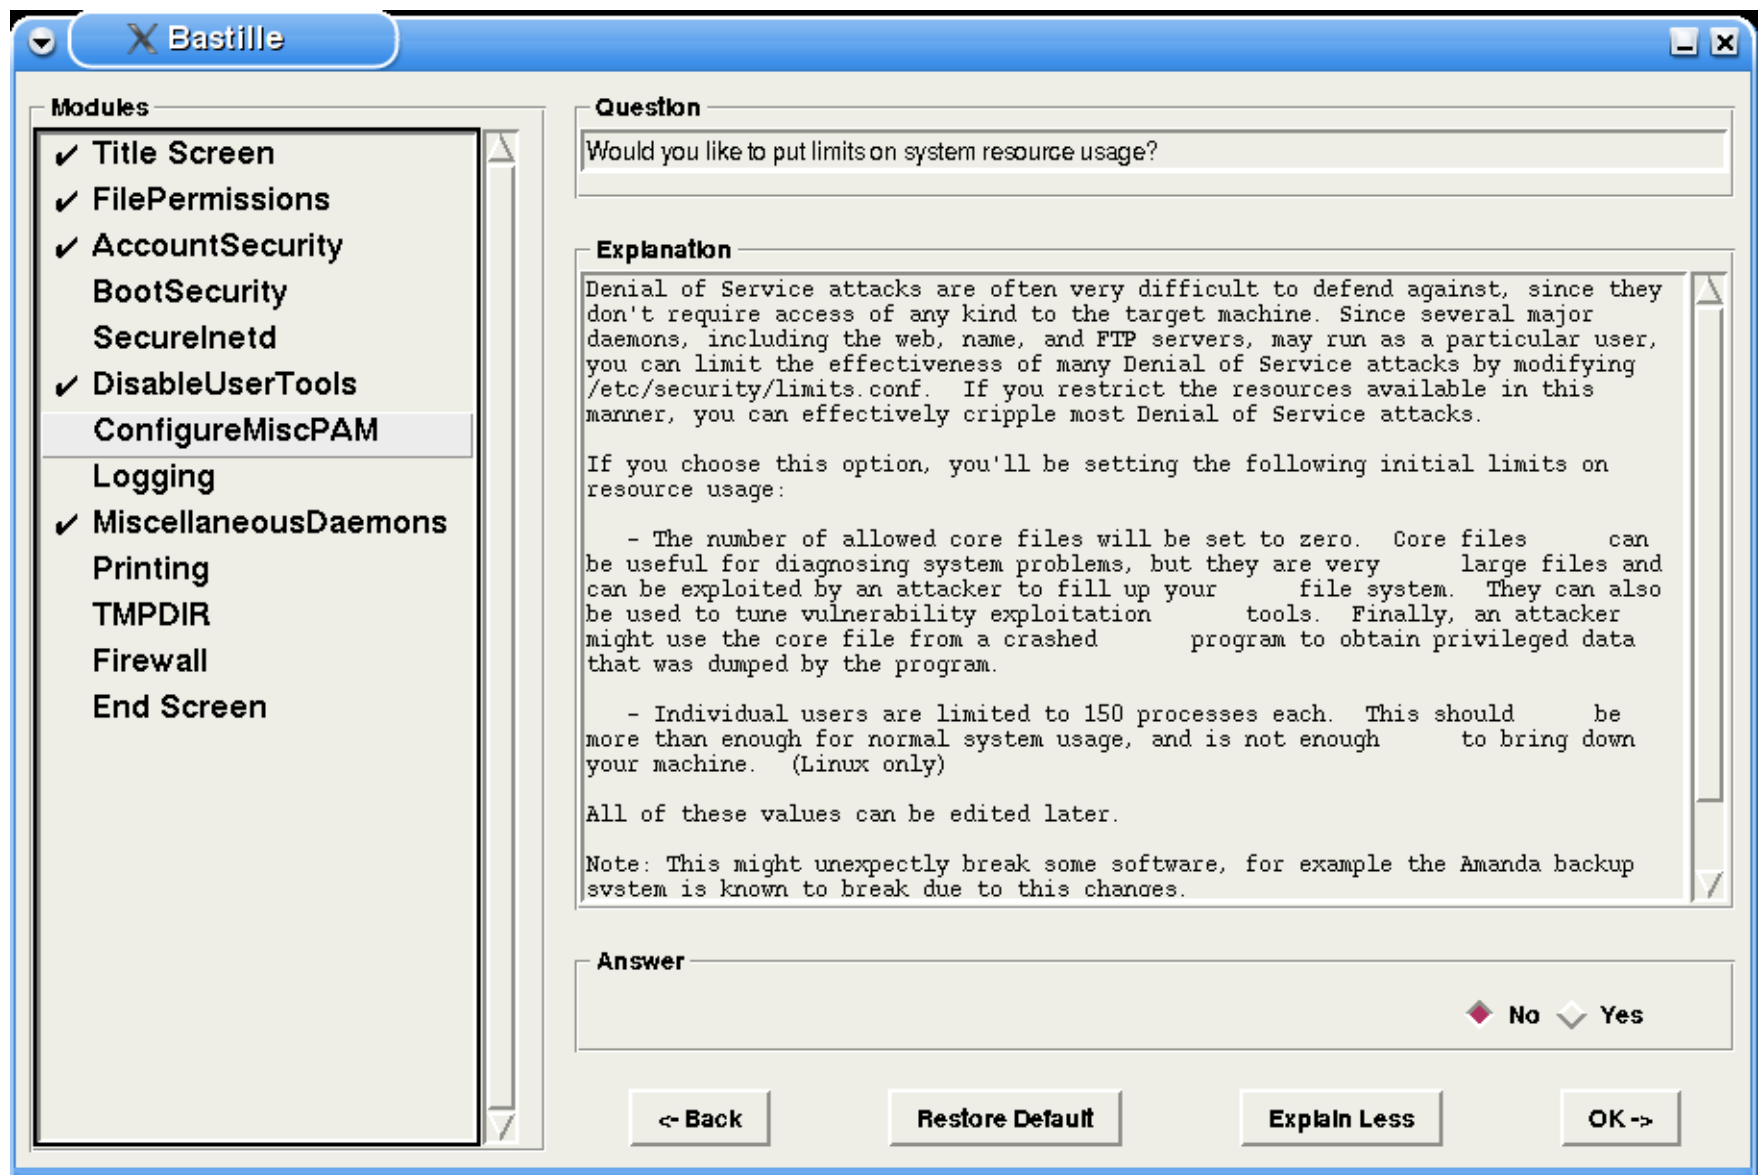 X Bastille
Modules
✔ Title Screen
✔ FilePermissions
✔ AccountSecurity
BootSecurity
SecureInetd
✔ DisableUserTools
ConfigureMiscPAM
Logging
✔ MiscellaneousDaemons
Printing
TMPDIR
Firewall
End Screen
Question
Would you like to put limits on system resource usage?
Explanation
Denial of Service attacks are often very difficult to defend against, since they
don't require access of any kind to the target machine. Since several major
daemons, including the web, name, and FTP servers, may run as a particular user,
you can limit the effectiveness of many Denial of Service attacks by modifying
/etc/security/limits.conf.  If you restrict the resources available in this
manner, you can effectively cripple most Denial of Service attacks.
If you choose this option, you'll be setting the following initial limits on
resource usage:
- The number of allowed core files will be set to zero.  Core files      can
be useful for diagnosing system problems, but they are very      large files and
can be exploited by an attacker to fill up your      file system.  They can also
be used to tune vulnerability exploitation       tools.  Finally, an attacker
might use the core file from a crashed       program to obtain privileged data
that was dumped by the program.
- Individual users are limited to 150 processes each.  This should      be
more than enough for normal system usage, and is not enough      to bring down
your machine.   (Linux only)
All of these values can be edited later.
Note: This might unexpectly break some software, for example the Amanda backup
system is known to break due to this changes.
Answer
No Yes
<- Back
Restore Default
Explain Less
OK ->